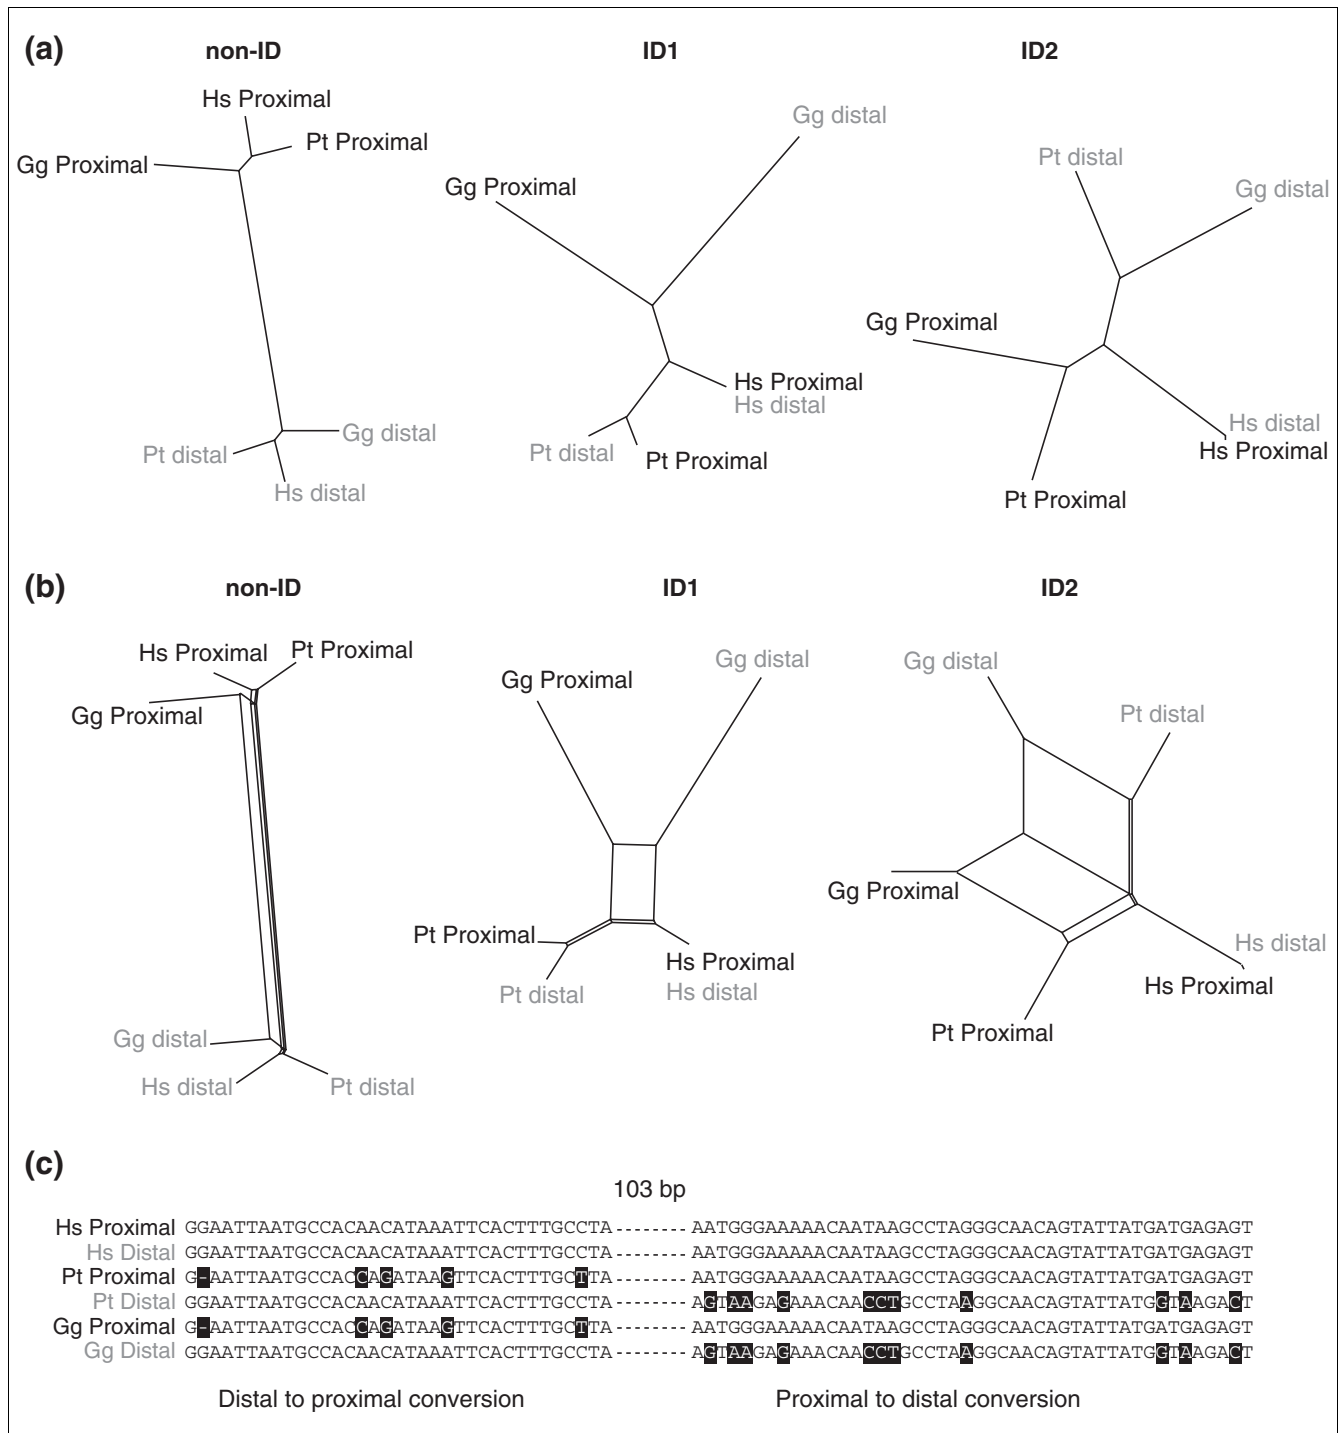 (a)
non-ID
ID1
ID2
Hs Proximal
Pt Proximal
Gg Proximal
Gg distal
Pt distal
Hs distal
Gg distal
Gg Proximal
Hs Proximal
Hs distal
Pt distal
Pt Proximal
Pt distal
Gg distal
Gg Proximal
Hs distal
Hs Proximal
Pt Proximal
(b)
non-ID
ID1
ID2
Hs Proximal
Pt Proximal
Gg Proximal
Gg distal
Hs distal
Pt distal
Gg distal
Gg Proximal
Pt Proximal
Hs Proximal
Pt distal
Hs distal
Gg distal
Pt distal
Gg Proximal
Hs distal
Hs Proximal
Pt Proximal
(c)
103 bp
Hs Proximal GGAATTAATGCCACAACATAAATTCACTTTGCCTA-------- AATGGGAAAAACAATAAGCCTAGGGCAACAGTATTATGATGAGAGT
Hs Distal GGAATTAATGCCACAACATAAATTCACTTTGCCTA-------- AATGGGAAAAACAATAAGCCTAGGGCAACAGTATTATGATGAGAGT
Pt Proximal G-AATTAATGCCACCAGATAAGTTCACTTTGCTTA-------- AATGGGAAAAACAATAAGCCTAGGGCAACAGTATTATGATGAGAGT
Pt Distal GGAATTAATGCCACAACATAAATTCACTTTGCCTA-------- AGTAAGAGAAACAACCTGCCTAAGGCAACAGTATTATGGTAAGACT
Gg Proximal G-AATTAATGCCACCAGATAAGTTCACTTTGCTTA-------- AATGGGAAAAACAATAAGCCTAGGGCAACAGTATTATGATGAGAGT
Gg Distal GGAATTAATGCCACAACATAAATTCACTTTGCCTA-------- AGTAAGAGAAACAACCTGCCTAAGGCAACAGTATTATGGTAAGACT
Distal to proximal conversion
Proximal to distal conversion